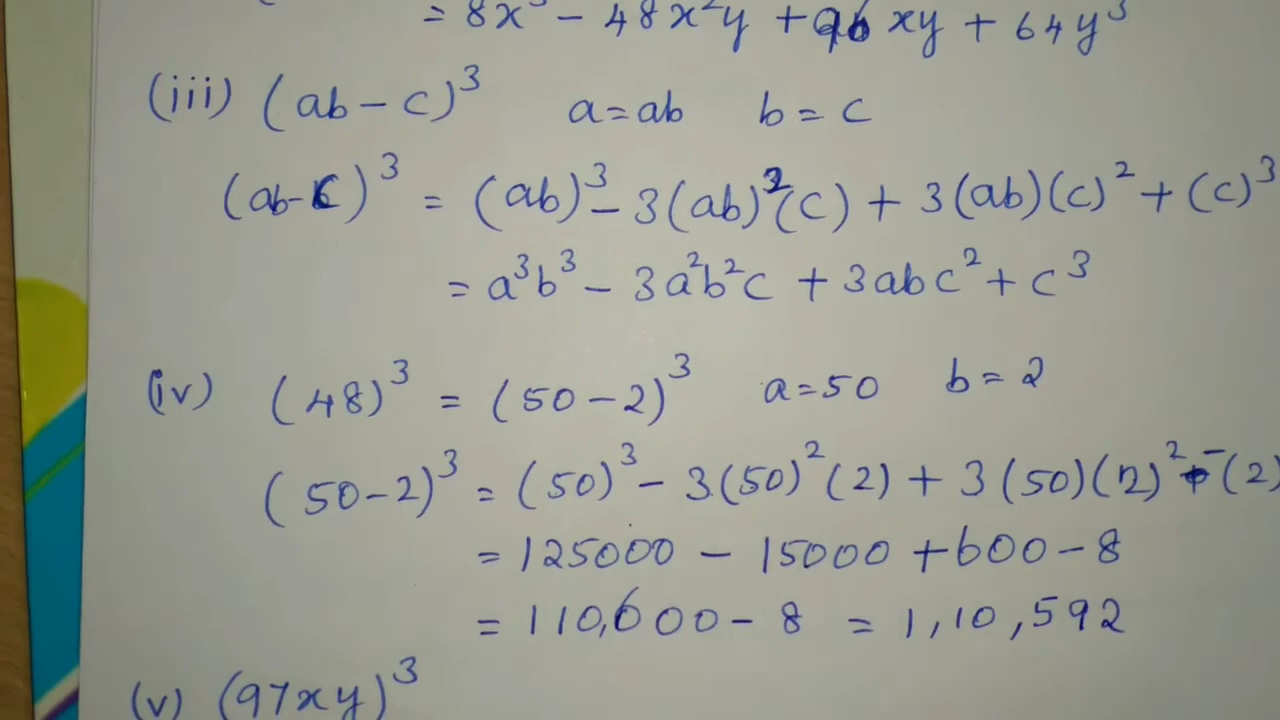 = 8x³ - 48x²y + 96xy + 64y³
(iii) (ab - c)³ a = ab b = c
(ab - c)³ = (ab)³ - 3(ab)²(c) + 3(ab)(c)² + (c)³
= a³b³ - 3a²b²c + 3abc² + c³
(iv) (48)³ = (50 - 2)³ a = 50 b = 2
(50 - 2)³ = (50)³ - 3(50)²(2) + 3(50)(2)² - (2)
= 125000 - 15000 + 600 - 8
= 110,600 - 8 = 1,10,592
(v) (97xy)³